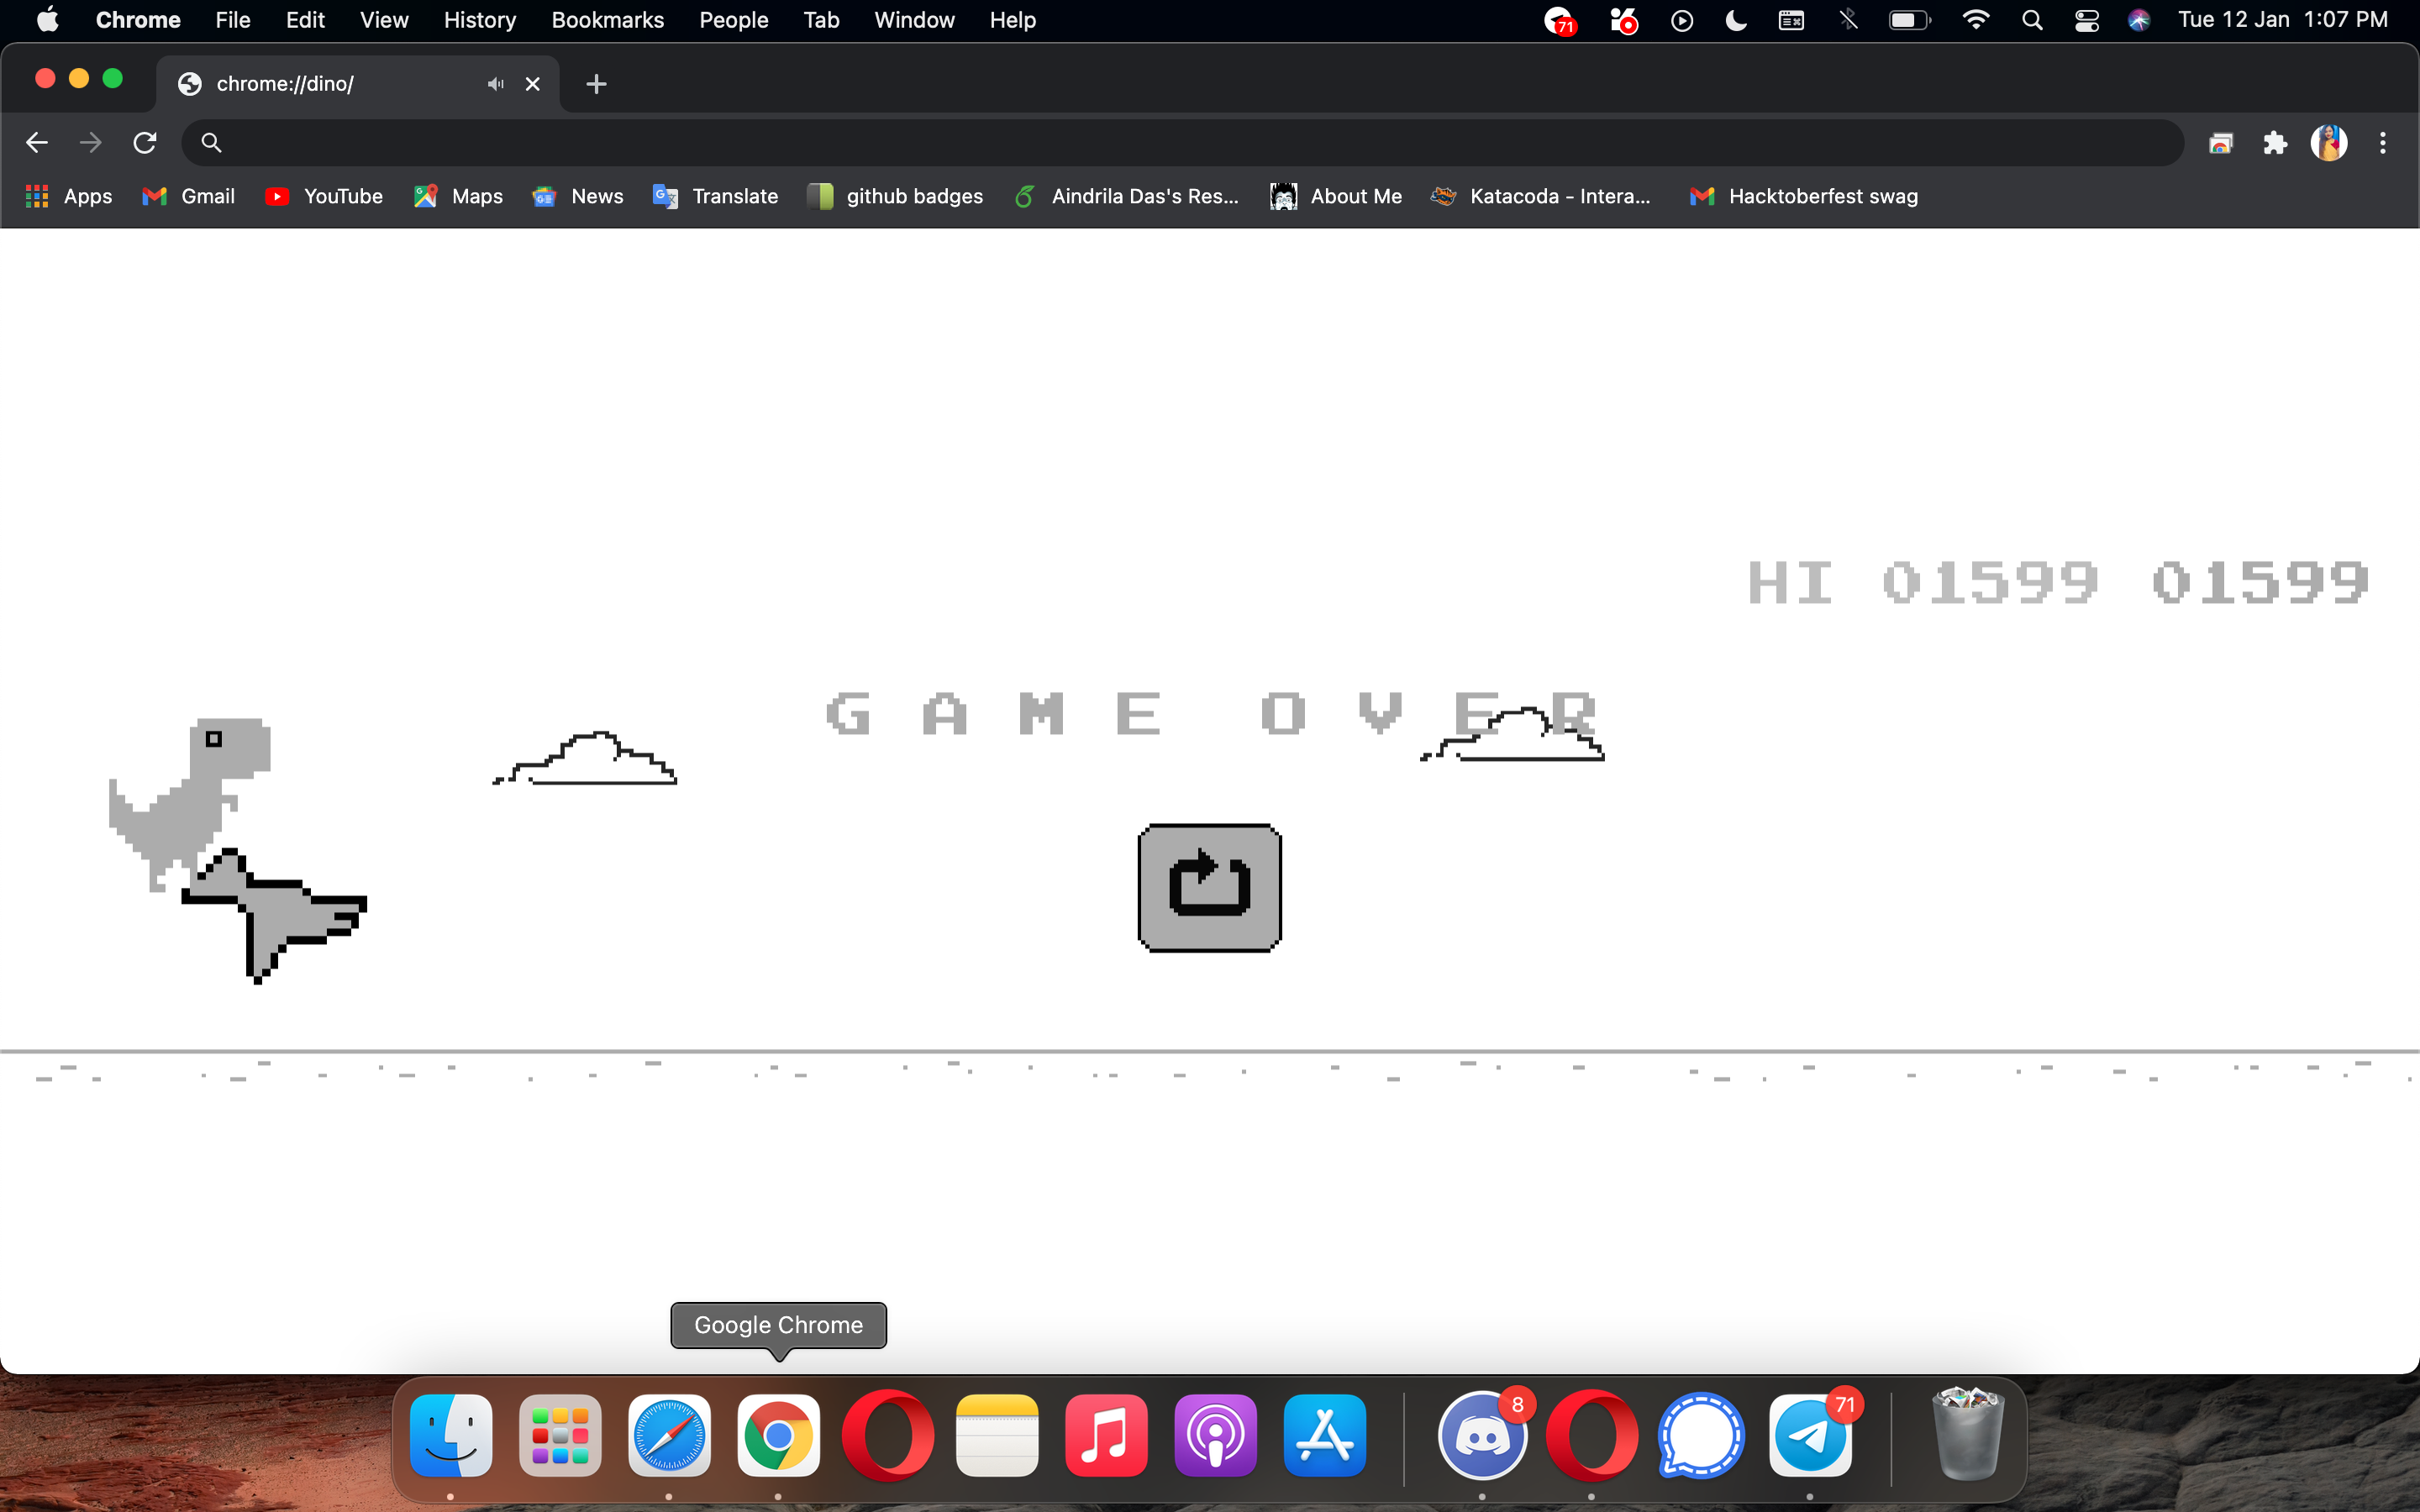 Chrome File Edit View History Bookmarks People Tab Window Help 71 Tue 12 Jan 1:07 PM
chrome://dino/
Apps Gmail YouTube Maps News Translate github badges Aindrila Das's Res... About Me Katacoda - Intera... Hacktoberfest swag
HI 01599 01599
GAME OVER
Google Chrome
8 71